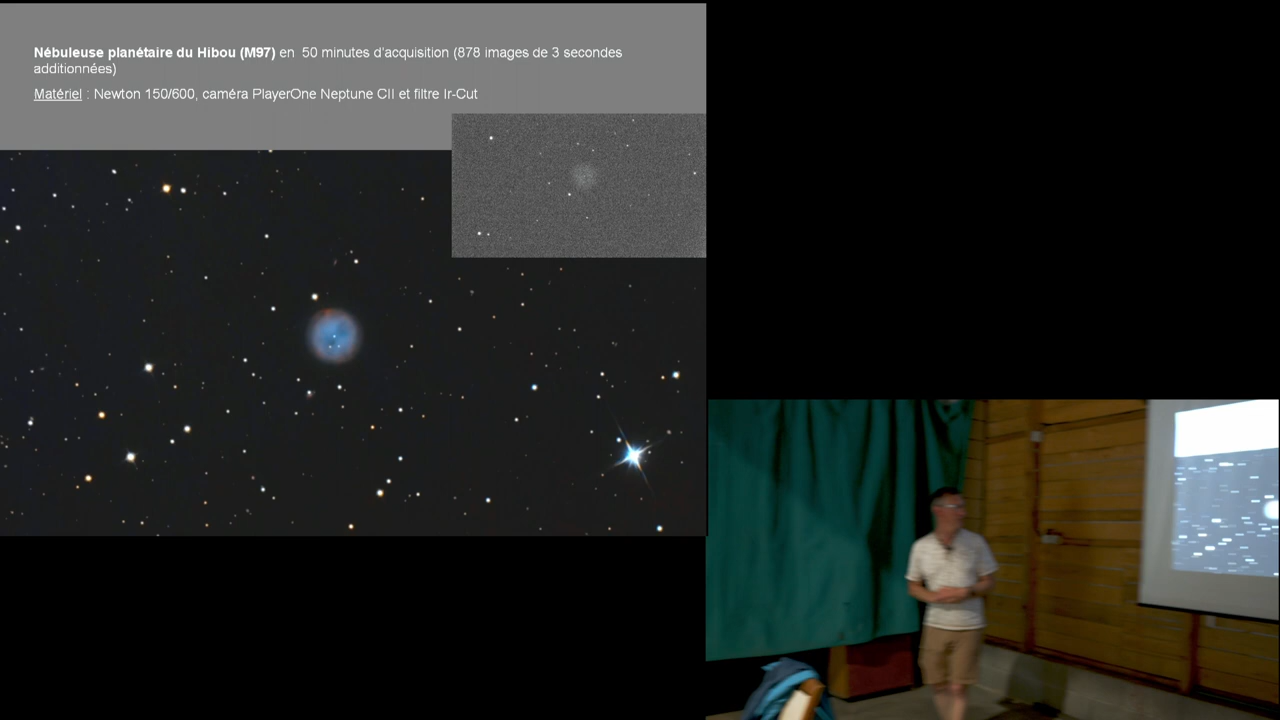 Nébuleuse planétaire du Hibou (M97) en  50 minutes d'acquisition (878 images de 3 secondes
additionnées)
Matériel : Newton 150/600, caméra PlayerOne Neptune CII et filtre Ir-Cut